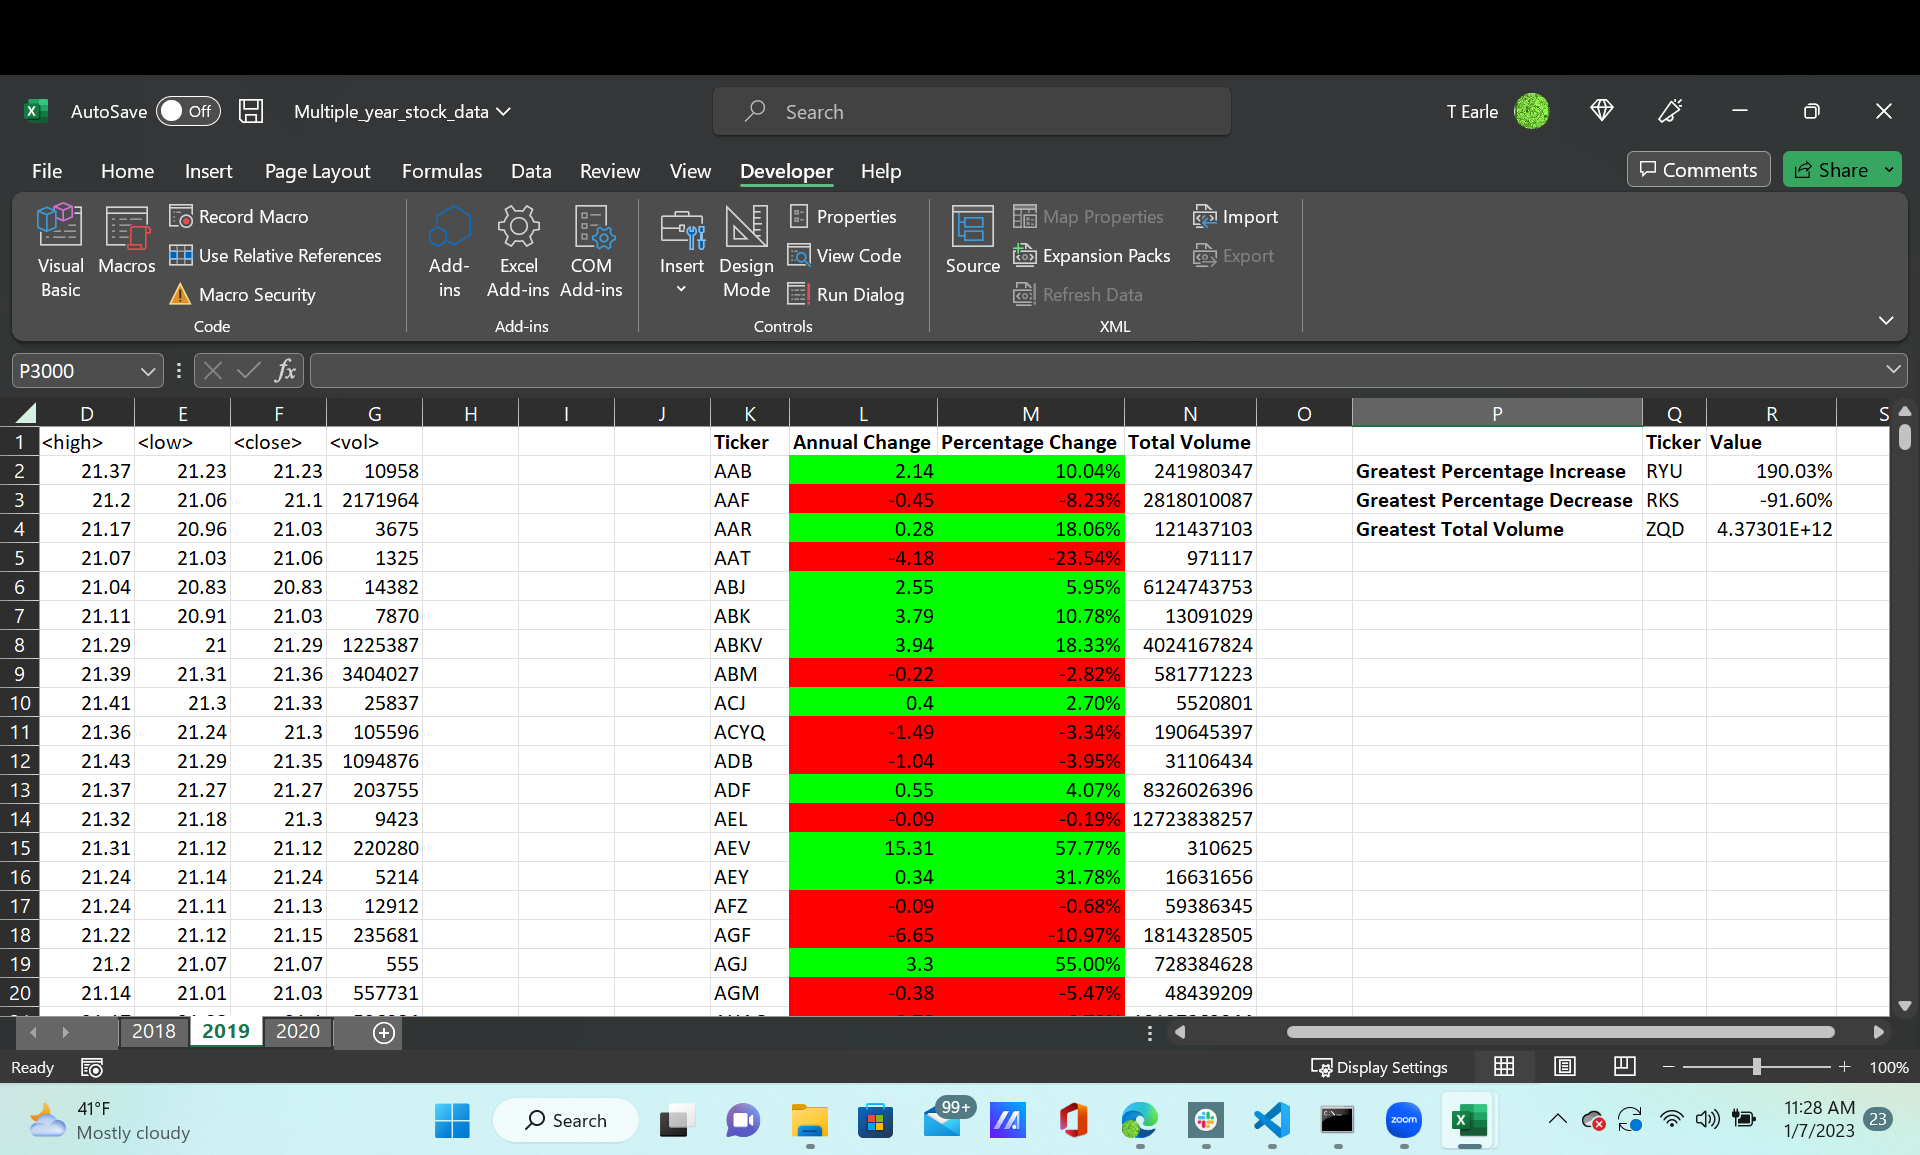 AutoSave Off Multiple_year_stock_data Search T Earle
File Home Insert Page Layout Formulas Data Review View Developer Help Comments Share
Visual Basic
Macros
Record Macro
Use Relative References
Macro Security
Code
Add-ins
Excel Add-ins
COM Add-ins
Add-ins
Insert
Design Mode
Properties
View Code
Run Dialog
Controls
Source
Map Properties
Expansion Packs
Refresh Data
Import
Export
XML
P3000 fx
D E F G H I J K L M N O P Q R S
1 <high> <low> <close> <vol> Ticker Annual Change Percentage Change Total Volume Ticker Value
2 21.37 21.23 21.23 10958 AAB 2.14 10.04% 241980347 Greatest Percentage Increase RYU 190.03%
3 21.2 21.06 21.1 2171964 AAF -0.45 -8.23% 2818010087 Greatest Percentage Decrease RKS -91.60%
4 21.17 20.96 21.03 3675 AAR 0.28 18.06% 121437103 Greatest Total Volume ZQD 4.37301E+12
5 21.07 21.03 21.06 1325 AAT -4.18 -23.54% 971117
6 21.04 20.83 20.83 14382 ABJ 2.55 5.95% 6124743753
7 21.11 20.91 21.03 7870 ABK 3.79 10.78% 13091029
8 21.29 21 21.29 1225387 ABKV 3.94 18.33% 4024167824
9 21.39 21.31 21.36 3404027 ABM -0.22 -2.82% 581771223
10 21.41 21.3 21.33 25837 ACJ 0.4 2.70% 5520801
11 21.36 21.24 21.3 105596 ACYQ -1.49 -3.34% 190645397
12 21.43 21.29 21.35 1094876 ADB -1.04 -3.95% 31106434
13 21.37 21.27 21.27 203755 ADF 0.55 4.07% 8326026396
14 21.32 21.18 21.3 9423 AEL -0.09 -0.19% 12723838257
15 21.31 21.12 21.12 220280 AEV 15.31 57.77% 310625
16 21.24 21.14 21.24 5214 AEY 0.34 31.78% 16631656
17 21.24 21.11 21.13 12912 AFZ -0.09 -0.68% 59386345
18 21.22 21.12 21.15 235681 AGF -6.65 -10.97% 1814328505
19 21.2 21.07 21.07 555 AGJ 3.3 55.00% 728384628
20 21.14 21.01 21.03 557731 AGM -0.38 -5.47% 48439209
2018 2019 2020
Ready Display Settings 100%
41°F
Mostly cloudy
Search
99+
zoom
11:28 AM
1/7/2023
23